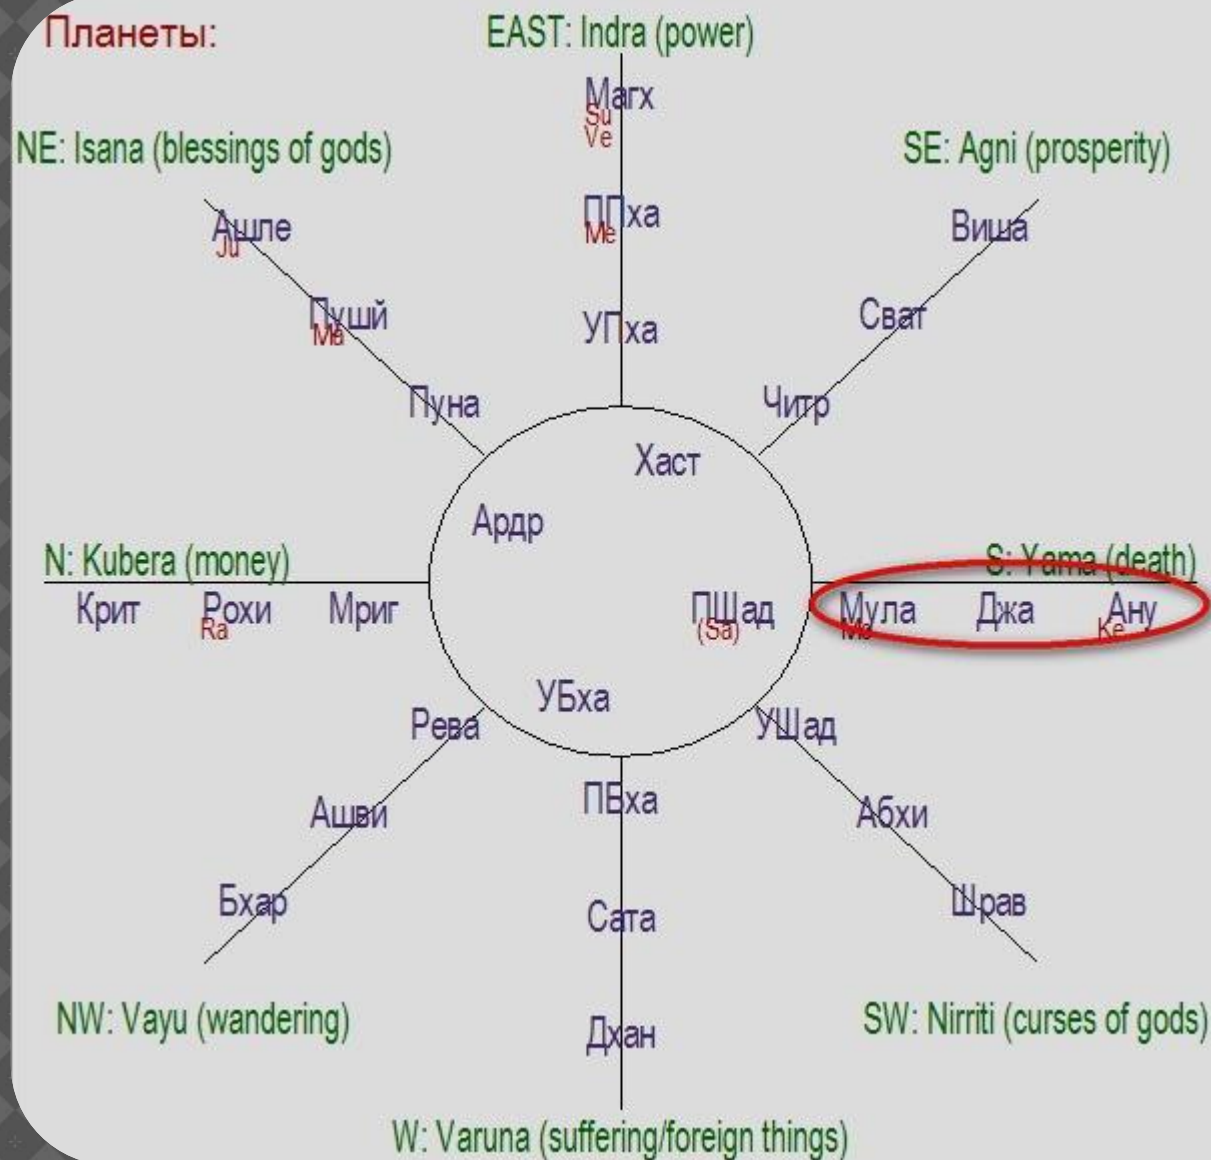 Планеты:
EAST: Indra (power)
Магх
Su
Ve
NE: Isana (blessings of gods)
SE: Agni (prosperity)
Ашле
Ju
ППха
Me
Виша
Пушй
Ma
УПха
Сват
Пуна
Читр
Хаст
Ардр
N: Kubera (money)
S: Yama (death)
Крит
Рохи
Ra
Мриг
ПШад
(Sa)
Мула
Mo
Джа
Ану
Ke
УБха
Рева
УШад
ПБха
Ашви
Абхи
Бхар
Сата
Шрав
NW: Vayu (wandering)
Дхан
SW: Nirriti (curses of gods)
W: Varuna (suffering/foreign things)